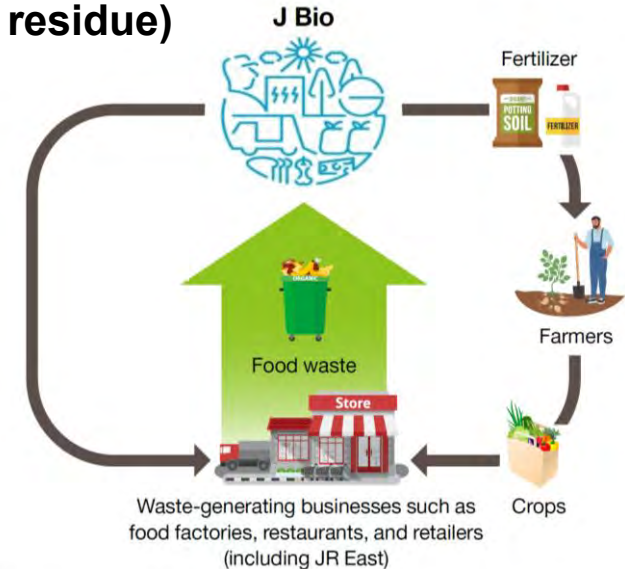 residue)
J Bio
Fertilizer
POTTING
SOIL
FERTILIZER
Farmers
ORGANIC
Food waste
Store
Waste-generating businesses such as
food factories, restaurants, and retailers
(including JR East)
Crops